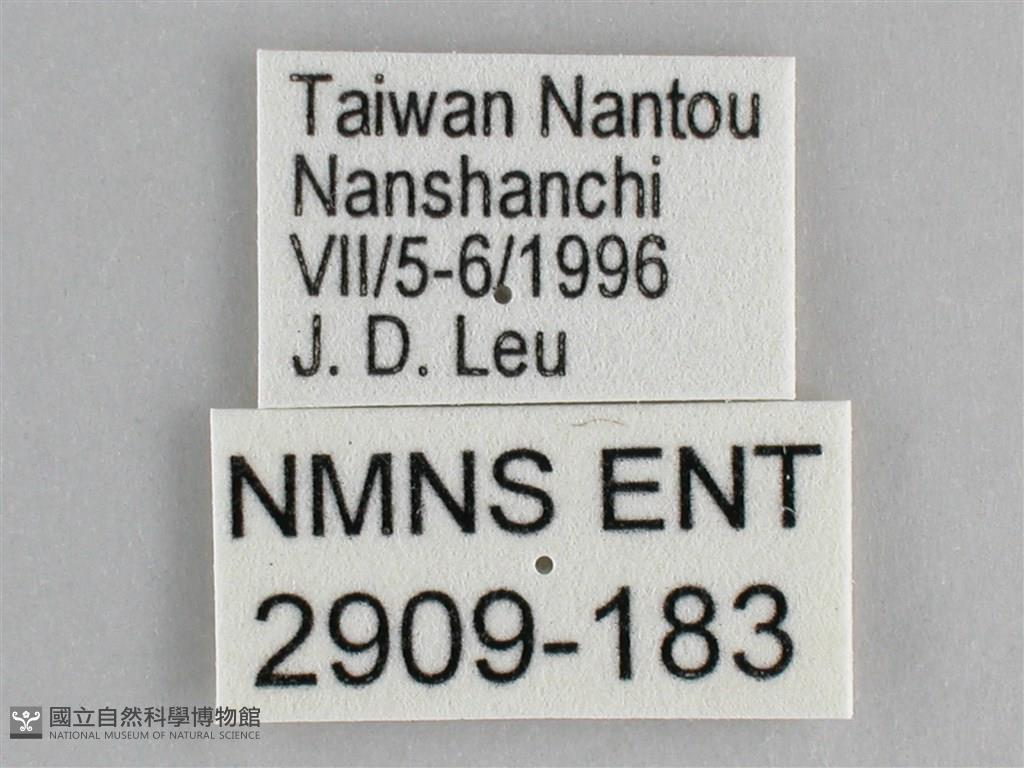 Taiwan Nantou
Nanshanchi
VII/5-6/1996
J. D. Leu
NMNS ENT
2909-183
國立自然科學博物館
NATIONAL MUSEUM OF NATURAL SCIENCE